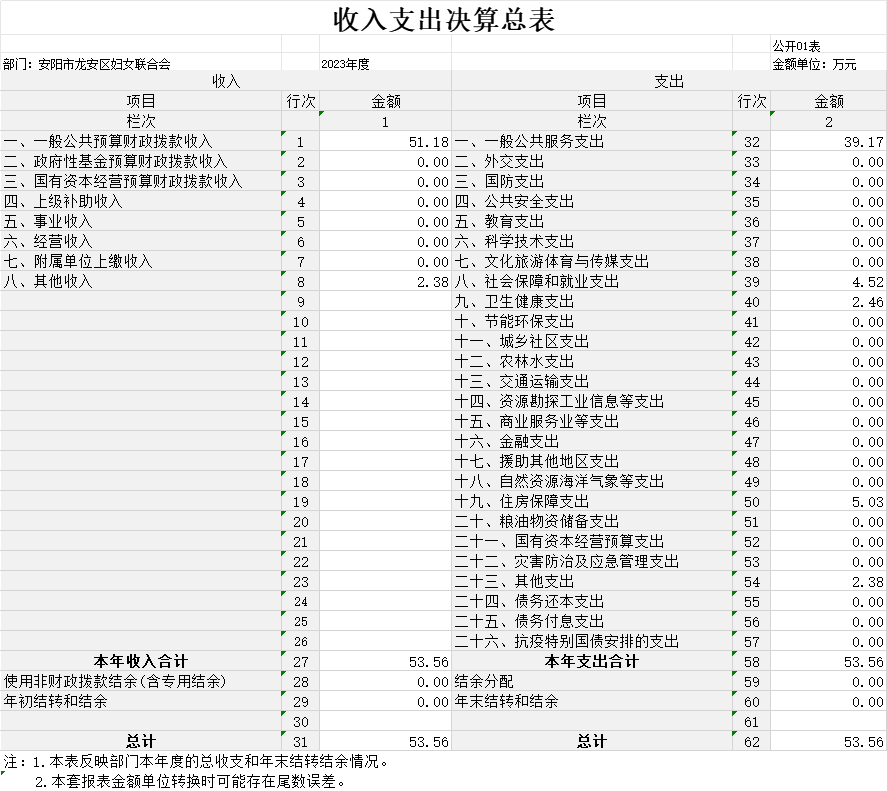 收入支出决算总表
公开01表
部门：安阳市龙安区妇女联合会 2023年度 金额单位：万元
收入 支出
项目 行次 金额 项目 行次 金额
栏次 1 栏次 2
一、一般公共预算财政拨款收入 1 51.18 一、一般公共服务支出 32 39.17
二、政府性基金预算财政拨款收入 2 0.00 二、外交支出 33 0.00
三、国有资本经营预算财政拨款收入 3 0.00 三、国防支出 34 0.00
四、上级补助收入 4 0.00 四、公共安全支出 35 0.00
五、事业收入 5 0.00 五、教育支出 36 0.00
六、经营收入 6 0.00 六、科学技术支出 37 0.00
七、附属单位上缴收入 7 0.00 七、文化旅游体育与传媒支出 38 0.00
八、其他收入 8 2.38 八、社会保障和就业支出 39 4.52
9 九、卫生健康支出 40 2.46
10 十、节能环保支出 41 0.00
11 十一、城乡社区支出 42 0.00
12 十二、农林水支出 43 0.00
13 十三、交通运输支出 44 0.00
14 十四、资源勘探工业信息等支出 45 0.00
15 十五、商业服务业等支出 46 0.00
16 十六、金融支出 47 0.00
17 十七、援助其他地区支出 48 0.00
18 十八、自然资源海洋气象等支出 49 0.00
19 十九、住房保障支出 50 5.03
20 二十、粮油物资储备支出 51 0.00
21 二十一、国有资本经营预算支出 52 0.00
22 二十二、灾害防治及应急管理支出 53 0.00
23 二十三、其他支出 54 2.38
24 二十四、债务还本支出 55 0.00
25 二十五、债务付息支出 56 0.00
26 二十六、抗疫特别国债安排的支出 57 0.00
本年收入合计 27 53.56 本年支出合计 58 53.56
使用非财政拨款结余(含专用结余) 28 0.00 结余分配 59 0.00
年初结转和结余 29 0.00 年末结转和结余 60 0.00
30 61
总计 31 53.56 总计 62 53.56
注：1.本表反映部门本年度的总收支和年末结转结余情况。
2.本套报表金额单位转换时可能存在尾数误差。